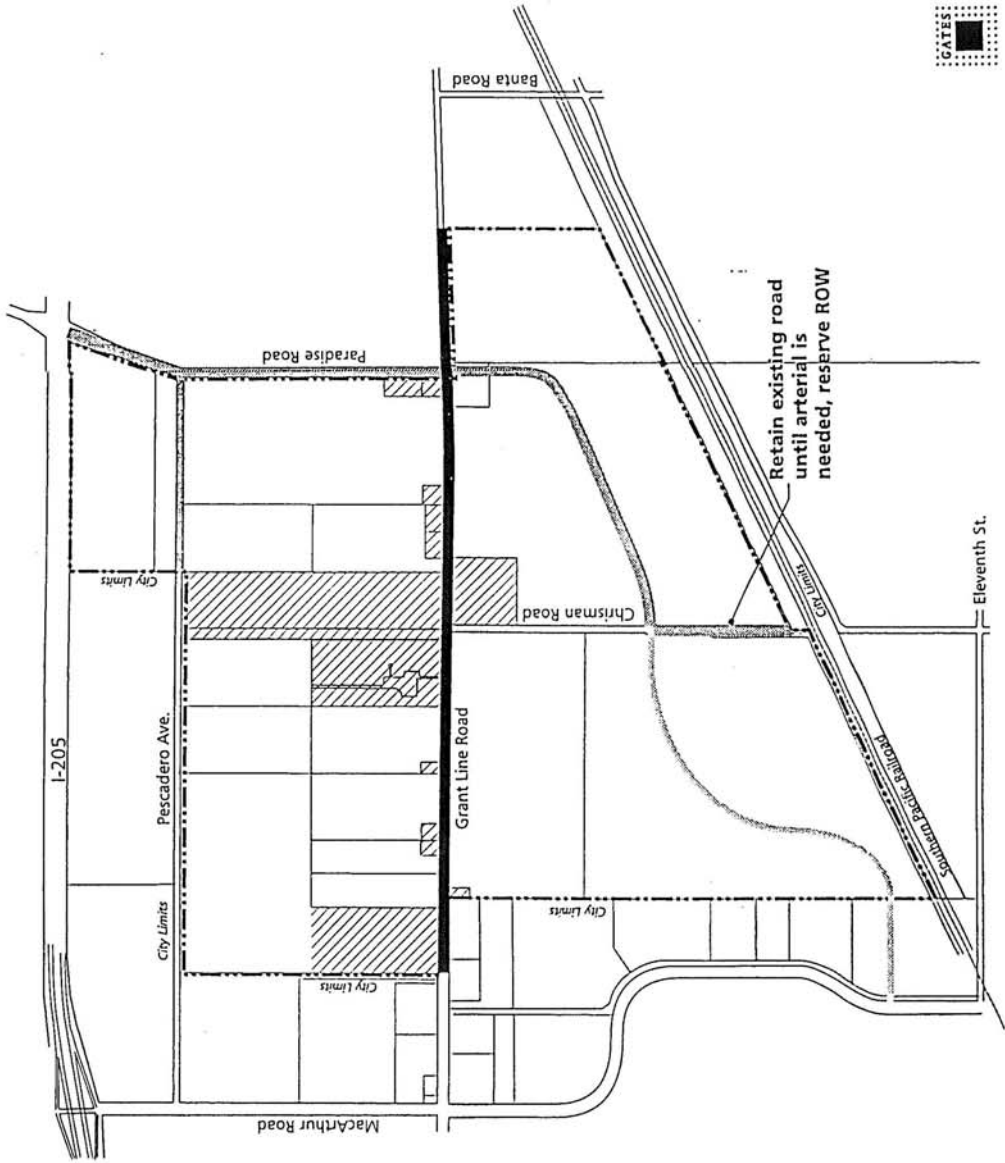 GATES
Banta Road
Paradise Road
Retain existing road
until arterial is
needed, reserve ROW
City Limits
Chrisman Road
City Limits
Eleventh St.
I-205
Pescadero Ave.
Grant Line Road
Southern Pacific Railroad
City Limits
City Limits
City Limits
MacArthur Road